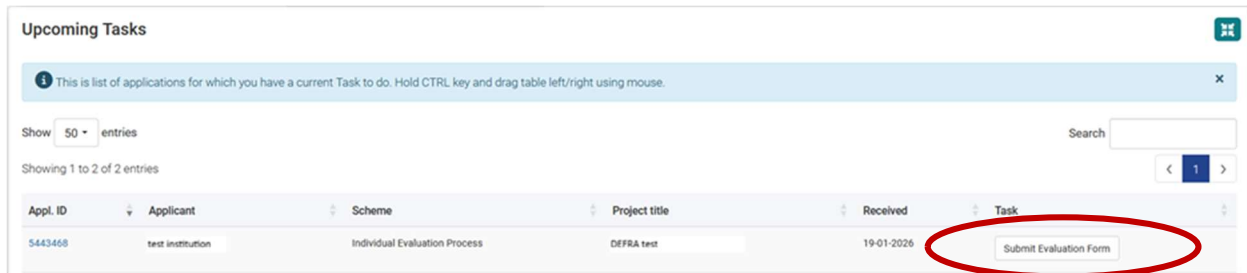 Upcoming Tasks
This is list of applications for which you have a current Task to do. Hold CTRL key and drag table left/right using mouse. ×
Show 50 entries Search
Showing 1 to 2 of 2 entries < 1 >
Appl. ID Applicant Scheme Project title Received Task
5443468 test institution Individual Evaluation Process DEFRA test 19-01-2026 Submit Evaluation Form